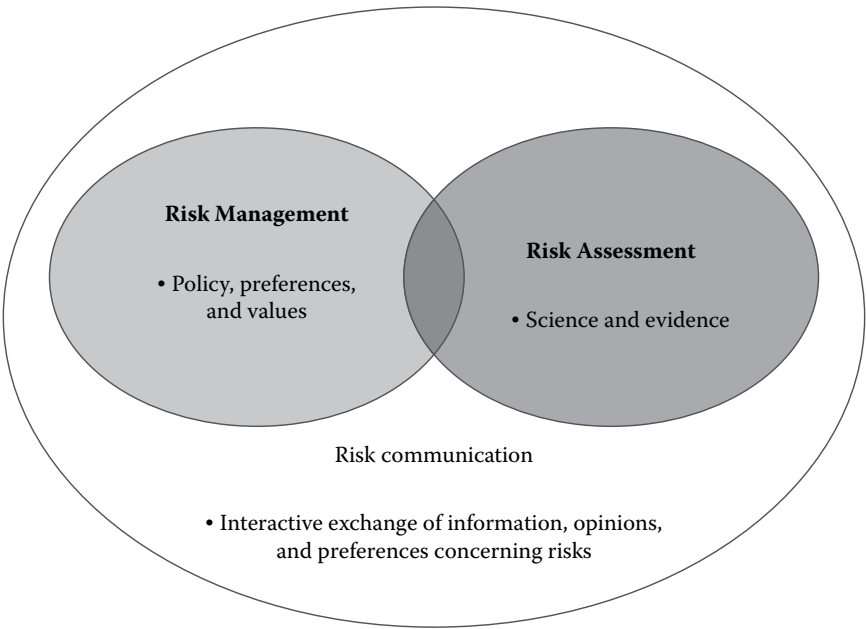 Risk Management
• Policy, preferences,
and values
Risk Assessment
• Science and evidence
Risk communication
• Interactive exchange of information, opinions,
and preferences concerning risks